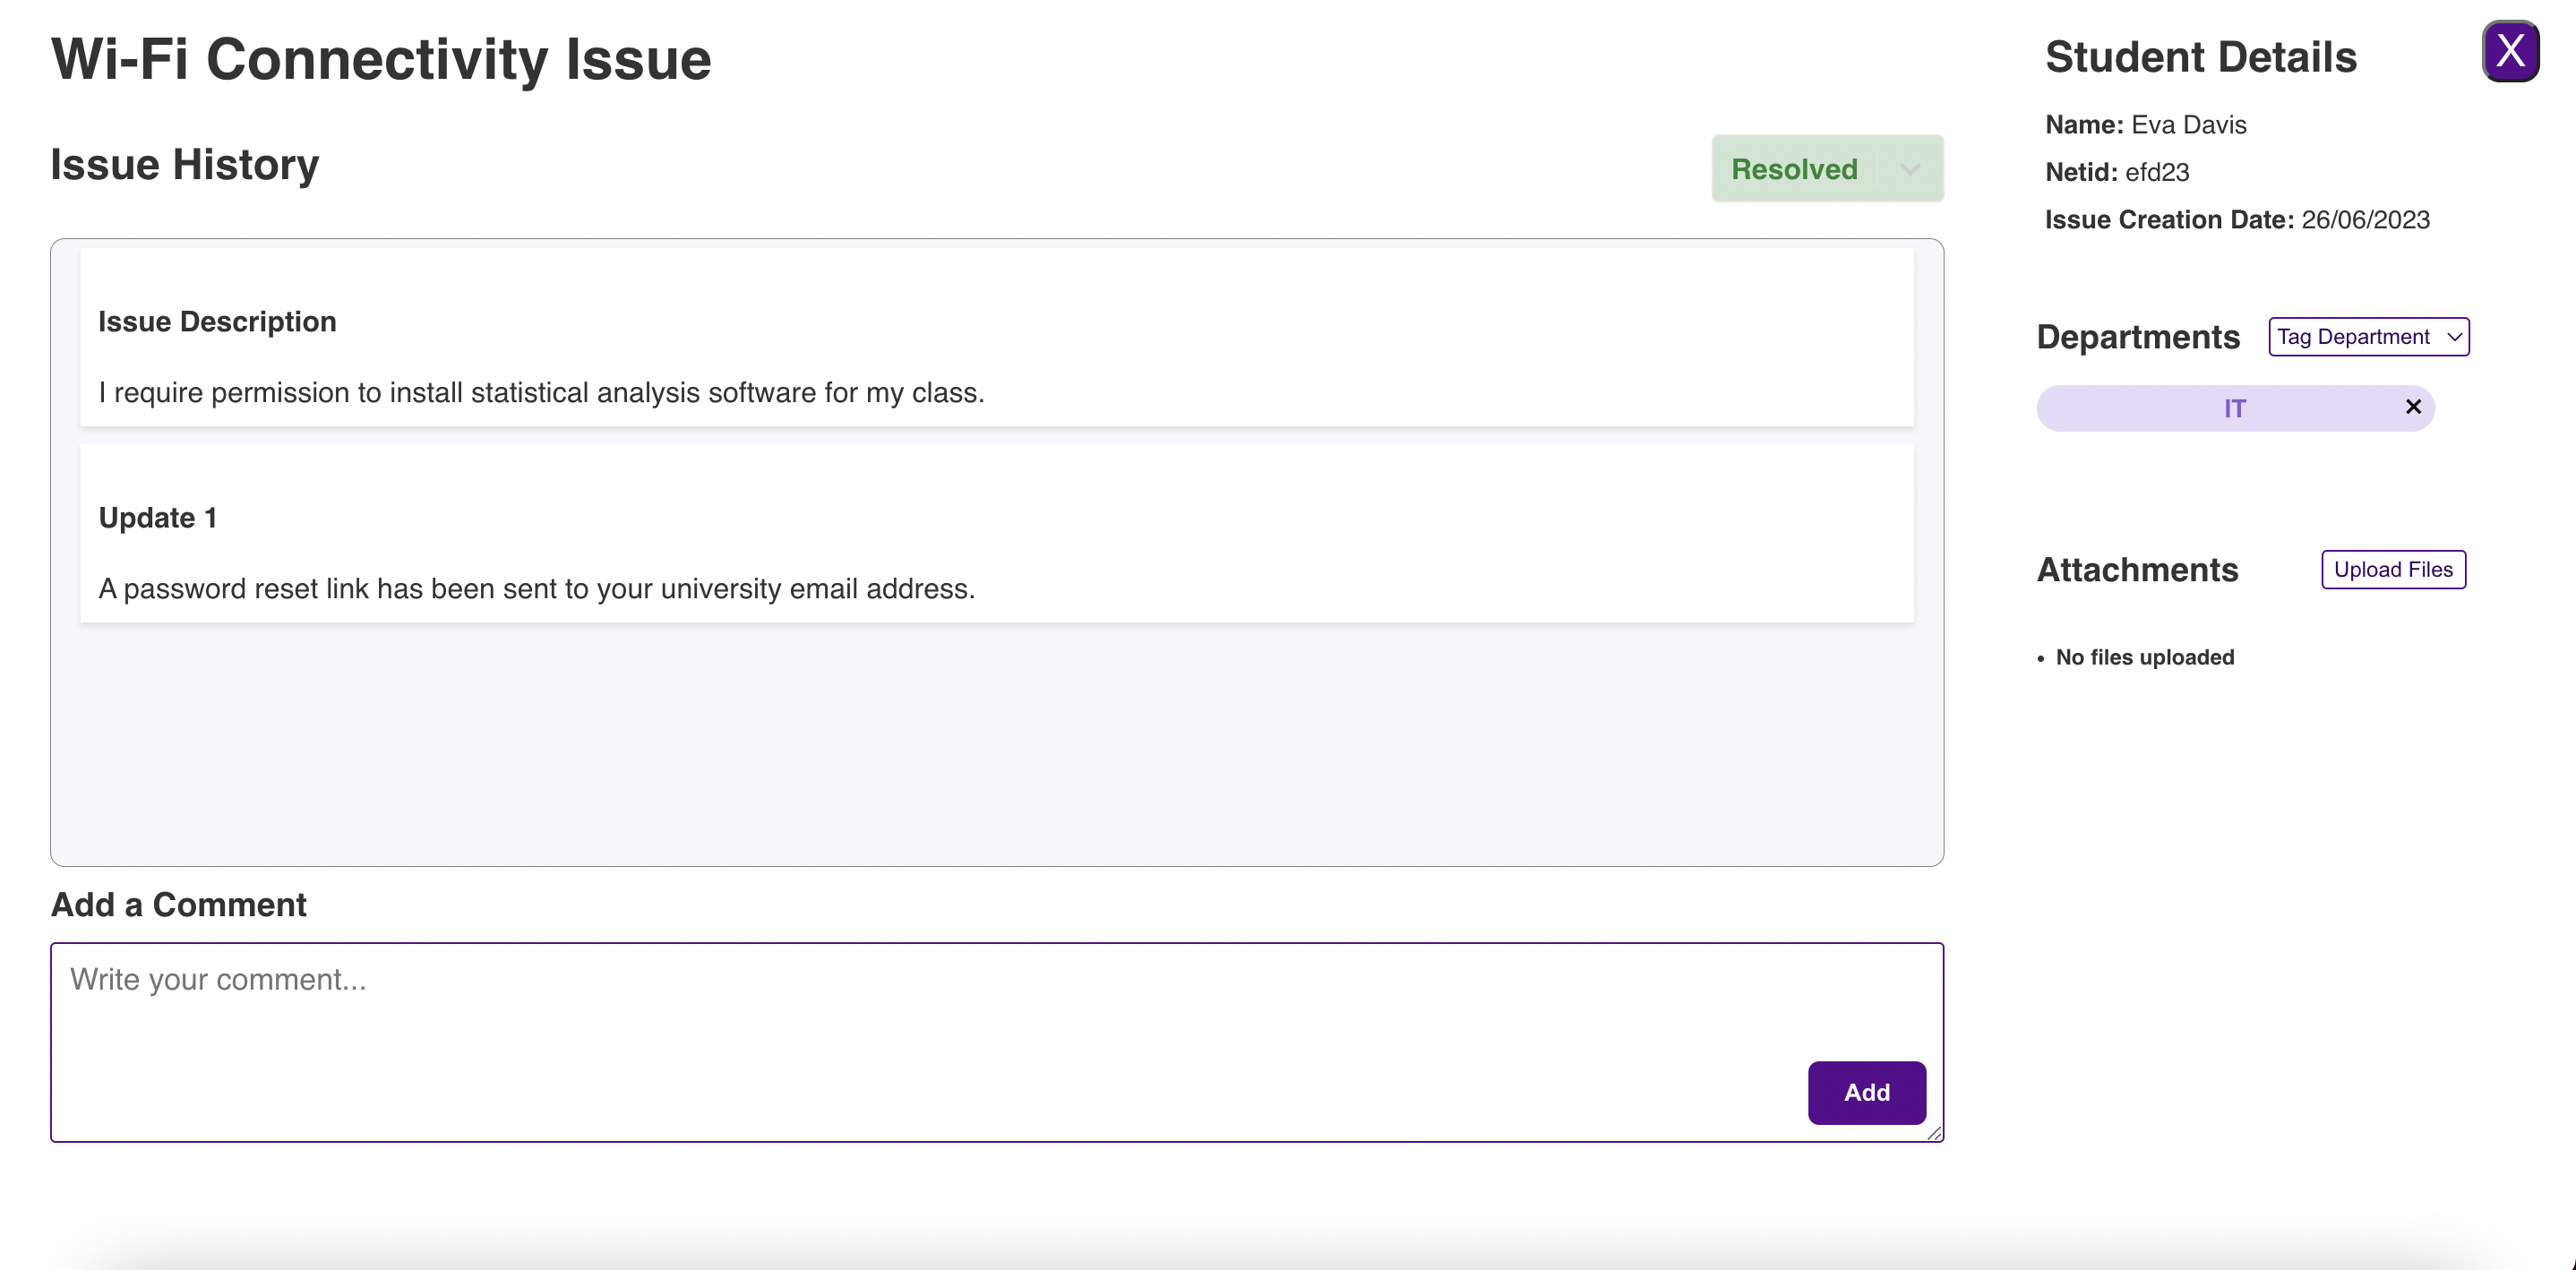 Wi-Fi Connectivity Issue
Issue History
Resolved
Issue Description
I require permission to install statistical analysis software for my class.
Update 1
A password reset link has been sent to your university email address.
Add a Comment
Write your comment...
Add
Student Details
X
Name: Eva Davis
Netid: efd23
Issue Creation Date: 26/06/2023
Departments
Tag Department
IT
Attachments
Upload Files
• No files uploaded